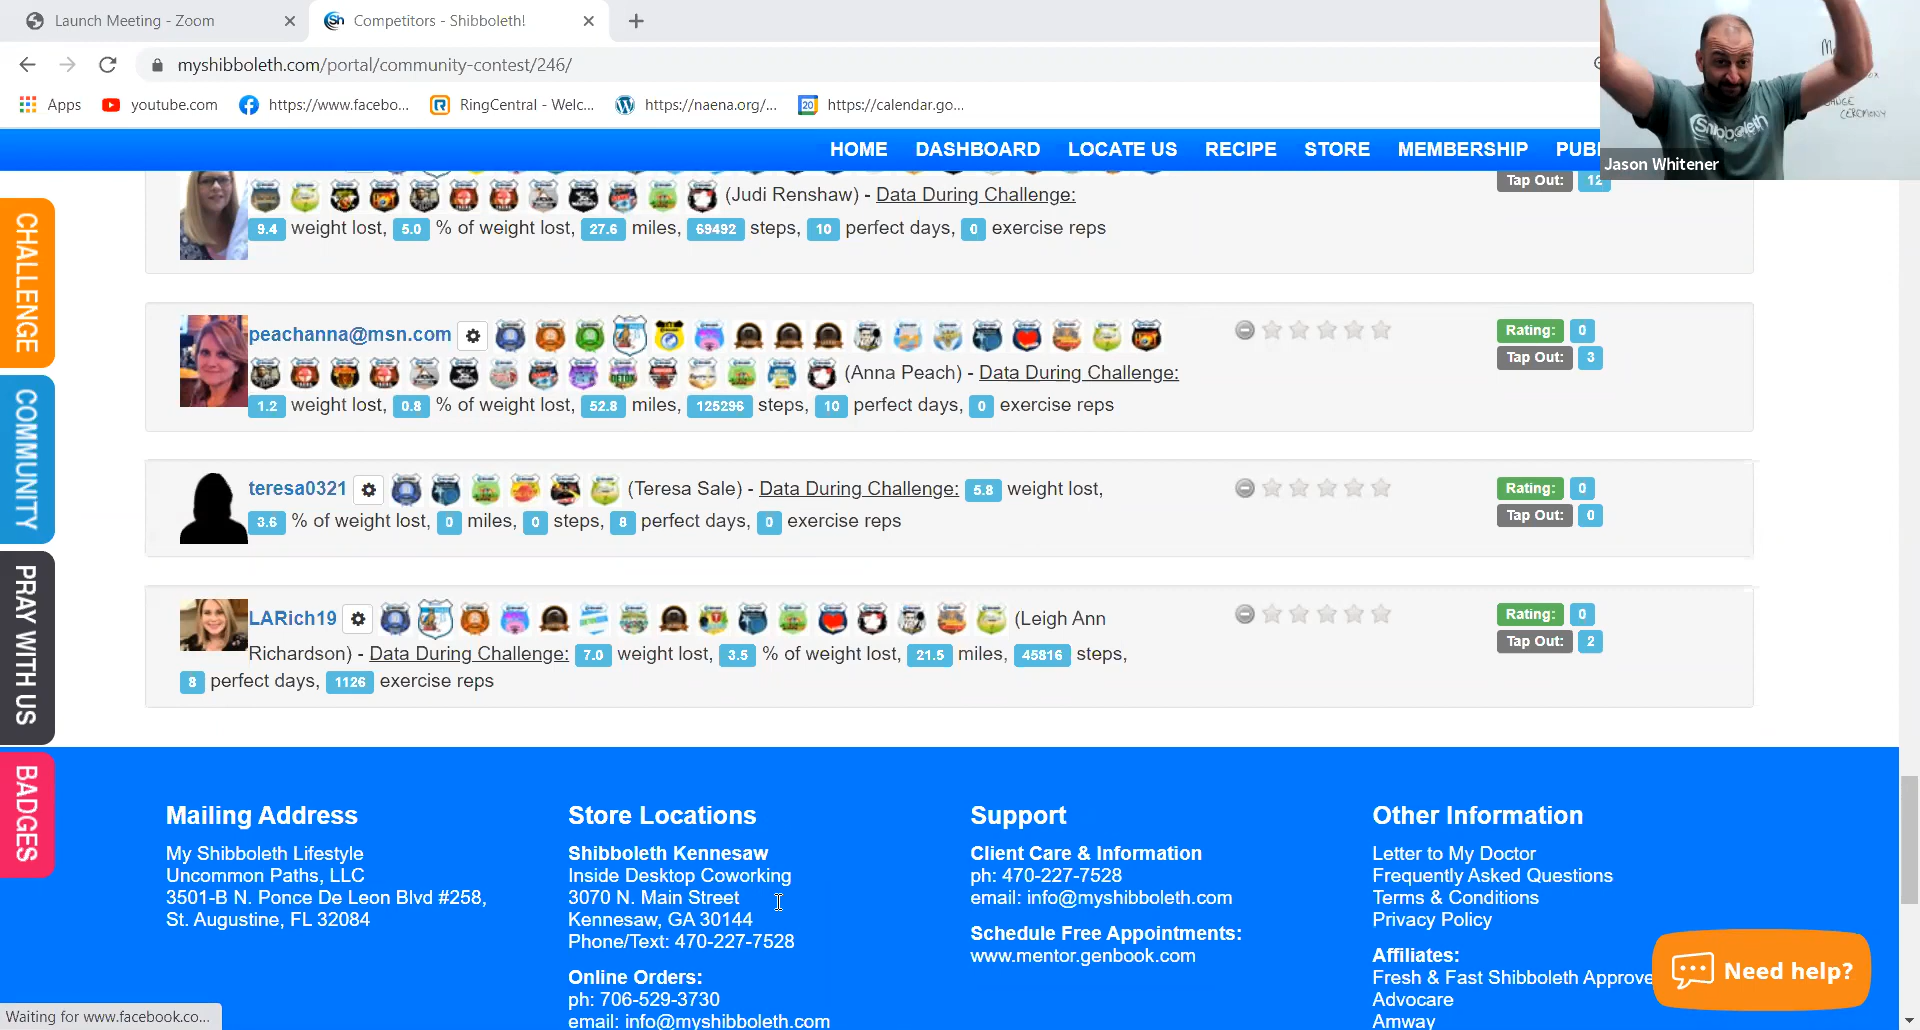 Launch Meeting - Zoom
Competitors - Shibboleth!
myshibboleth.com/portal/community-contest/246/
Apps youtube.com https://www.facebo... RingCentral - Welc... https://naena.org/... https://calendar.go...
HOME DASHBOARD LOCATE US RECIPE STORE MEMBERSHIP PUB
Shibboleth
CEREMONY
Jason Whitener
CHALLENGE
COMMUNITY
PRAY WITH US
BADGES
(Judi Renshaw) - Data During Challenge:
9.4 weight lost, 5.0 % of weight lost, 27.6 miles, 69492 steps, 10 perfect days, 0 exercise reps
Tap Out: 12
peachanna@msn.com
(Anna Peach) - Data During Challenge:
1.2 weight lost, 0.8 % of weight lost, 52.8 miles, 125296 steps, 10 perfect days, 0 exercise reps
Rating: 0
Tap Out: 3
teresa0321 (Teresa Sale) - Data During Challenge: 5.8 weight lost,
3.6 % of weight lost, 0 miles, 0 steps, 8 perfect days, 0 exercise reps
Rating: 0
Tap Out: 0
LARich19 (Leigh Ann
Richardson) - Data During Challenge: 7.0 weight lost, 3.5 % of weight lost, 21.5 miles, 45816 steps,
8 perfect days, 1126 exercise reps
Rating: 0
Tap Out: 2
Mailing Address
My Shibboleth Lifestyle
Uncommon Paths, LLC
3501-B N. Ponce De Leon Blvd #258,
St. Augustine, FL 32084
Store Locations
Shibboleth Kennesaw
Inside Desktop Coworking
3070 N. Main Street
Kennesaw, GA 30144
Phone/Text: 470-227-7528
Online Orders:
ph: 706-529-3730
email: info@myshibboleth.com
Support
Client Care & Information
ph: 470-227-7528
email: info@myshibboleth.com
Schedule Free Appointments:
www.mentor.genbook.com
Other Information
Letter to My Doctor
Frequently Asked Questions
Terms & Conditions
Privacy Policy
Affiliates:
Fresh & Fast Shibboleth Approve
Advocare
Amway
Need help?
Waiting for www.facebook.co...